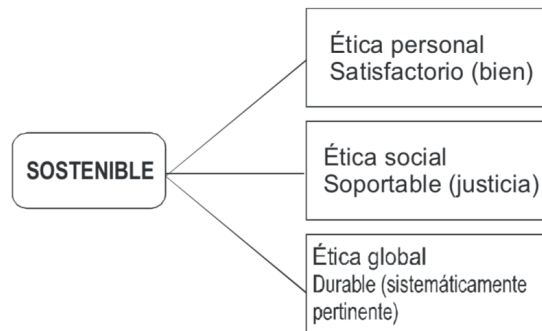 Ética personal
Satisfactorio (bien)
SOSTENIBLE
Ética social
Soportable (justicia)
Ética global
Durable (sistemáticamente
pertinente)